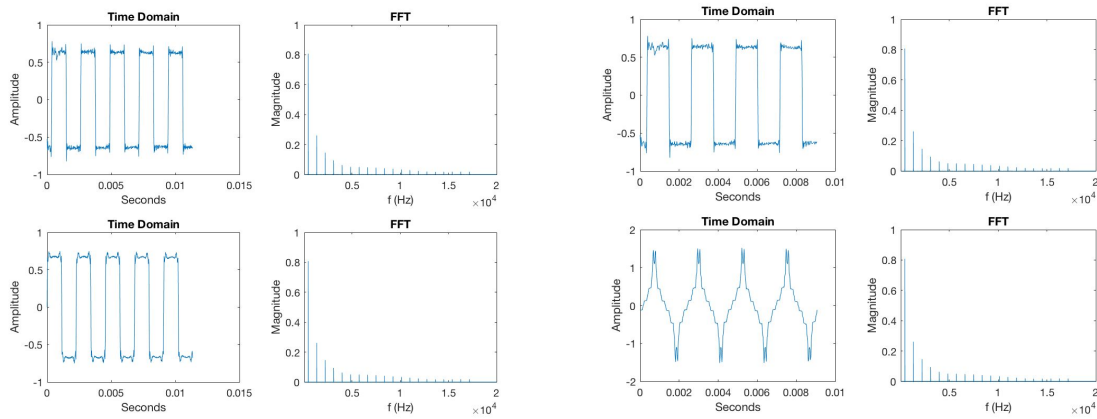 Time Domain
1
0.5
0
-0.5
-1
Amplitude
0 0.005 0.01 0.015
Seconds
FFT
1
0.8
0.6
0.4
0.2
0
Magnitude
0.5 1 1.5 2
f (Hz)
×10⁴
Time Domain
1
0.5
0
-0.5
-1
Amplitude
0 0.002 0.004 0.006 0.008 0.01
Seconds
FFT
1
0.8
0.6
0.4
0.2
0
Magnitude
0.5 1 1.5 2
f (Hz)
×10⁴
Time Domain
1
0.5
0
-0.5
-1
Amplitude
0 0.005 0.01 0.015
Seconds
FFT
1
0.8
0.6
0.4
0.2
0
Magnitude
0.5 1 1.5 2
f (Hz)
×10⁴
Time Domain
2
1
0
-1
-2
Amplitude
0 0.002 0.004 0.006 0.008 0.01
Seconds
FFT
1
0.8
0.6
0.4
0.2
0
Magnitude
0.5 1 1.5 2
f (Hz)
×10⁴